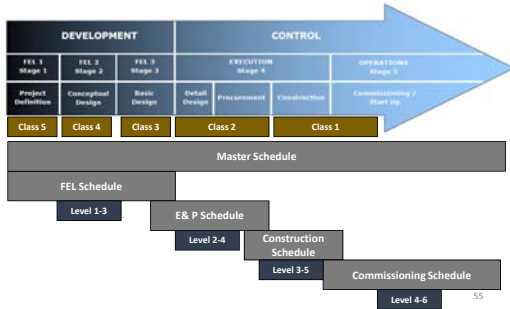 DEVELOPMENT CONTROL
FEL 1 FEL 2 FEL 3 EXECUTION OPERATIONS
Stage 1 Stage 2 Stage 3 Stage 4 Stage 5
Project Conceptual Basic Detail Procurement Construction Commissioning /
Definition Design Design Design Start Up
Class 5 Class 4 Class 3 Class 2 Class 1
Master Schedule
FEL Schedule
Level 1-3
E& P Schedule
Level 2-4
Construction
Schedule
Level 3-5
Commissioning Schedule
Level 4-6
55